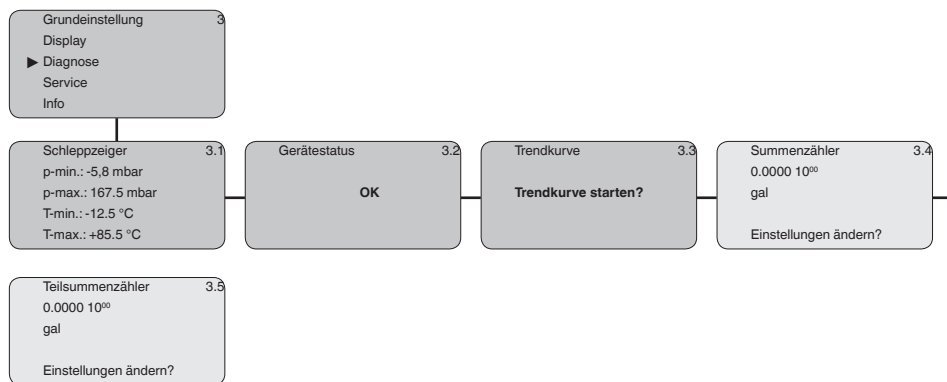 Grundeinstellung 3
Display
▶ Diagnose
Service
Info
Schleppzeiger 3.1
p-min.: -5,8 mbar
p-max.: 167.5 mbar
T-min.: -12.5 °C
T-max.: +85.5 °C
Gerätestatus 3.2
OK
Trendkurve 3.3
Trendkurve starten?
Summenzähler 3.4
0.0000 10⁰⁰
gal
Einstellungen ändern?
Teilsummenzähler 3.5
0.0000 10⁰⁰
gal
Einstellungen ändern?